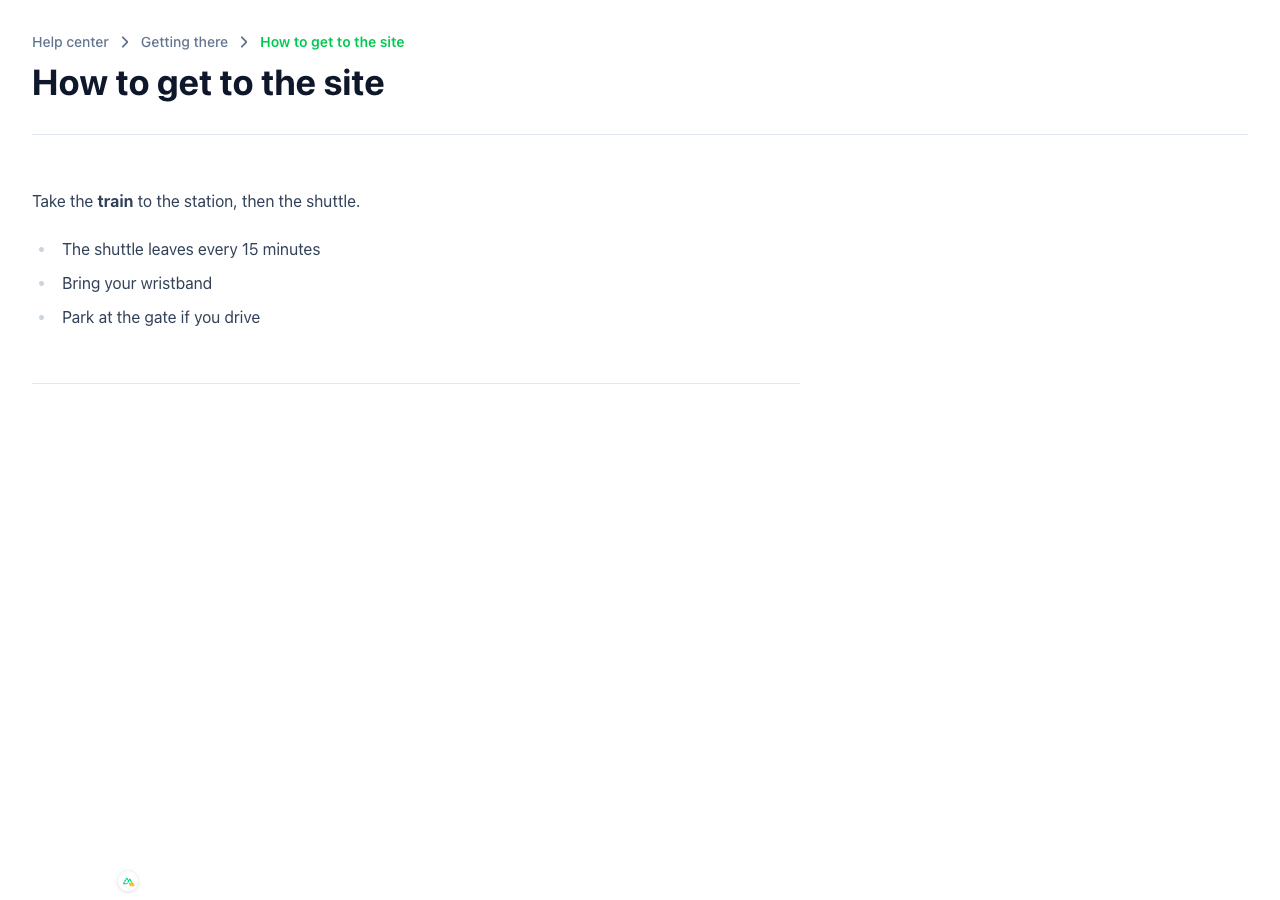 Help center > Getting there > How to get to the site
How to get to the site
Take the train to the station, then the shuttle.
The shuttle leaves every 15 minutes
Bring your wristband
Park at the gate if you drive